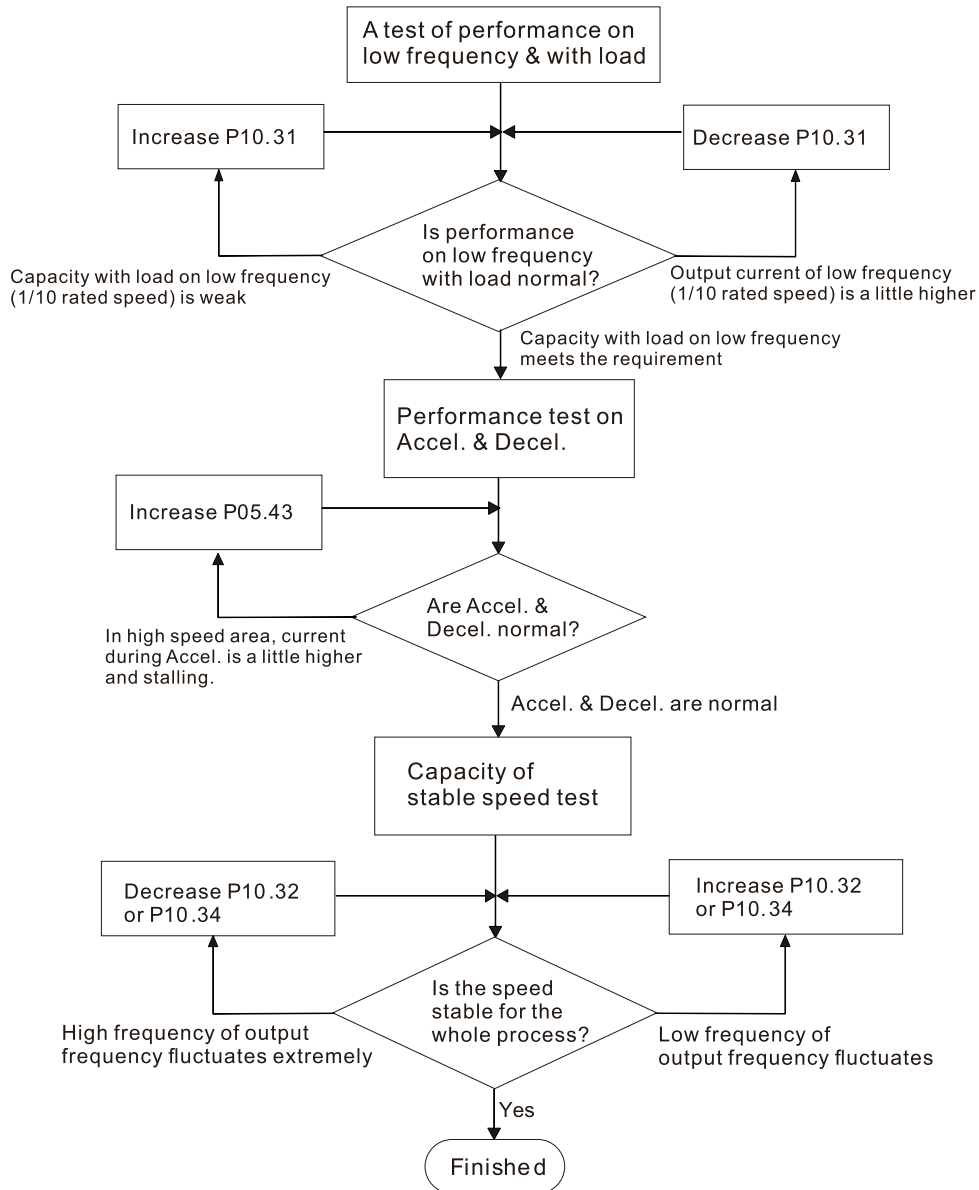 A test of performance on
low frequency & with load
Increase P10.31
Decrease P10.31
Is performance
on low frequency
with load normal?
Capacity with load on low frequency
(1/10 rated speed) is weak
Output current of low frequency
(1/10 rated speed) is a little higher
Capacity with load on low frequency
meets the requirement
Performance test on
Accel. & Decel.
Increase P05.43
Are Accel. &
Decel. normal?
In high speed area, current
during Accel. is a little higher
and stalling.
Accel. & Decel. are normal
Capacity of
stable speed test
Decrease P10.32
or P10.34
Increase P10.32
or P10.34
Is the speed
stable for the
whole process?
High frequency of output
frequency fluctuates extremely
Low frequency of
output frequency fluctuates
Yes
Finished